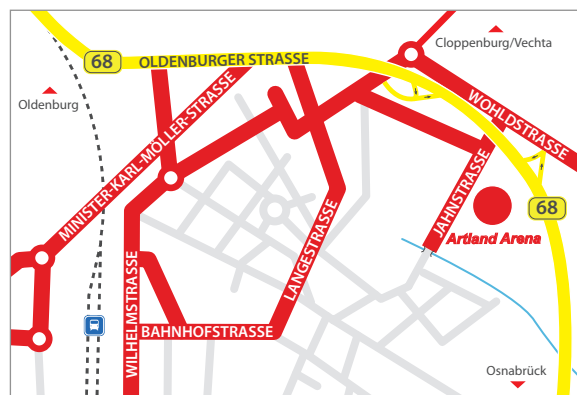 Cloppenburg/Vechta
68
OLDENBURGER STRASSE
Oldenburg
WOHLDSTRASSE
MINISTER-KARL-MÖLLER-STRASSE
JAHNSTRASSE
68
Artland Arena
LANGESTRASSE
WILHELMSTRASSE
BAHNHOFSTRASSE
Osnabrück